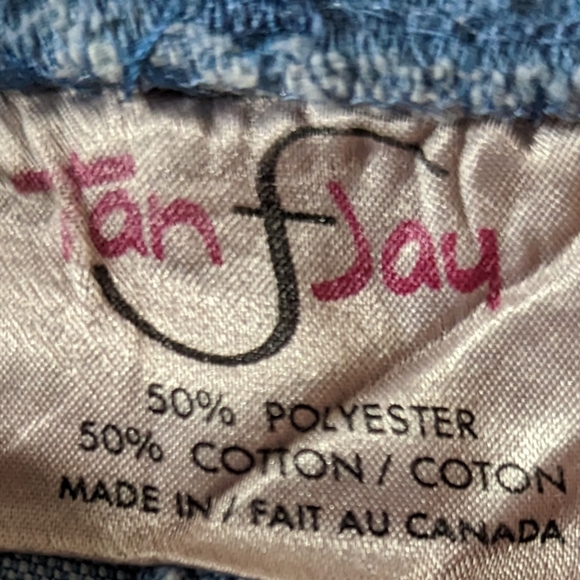 Tan f Jay
50% POLYESTER
50% COTTON / COTON
MADE IN / FAIT AU CANADA